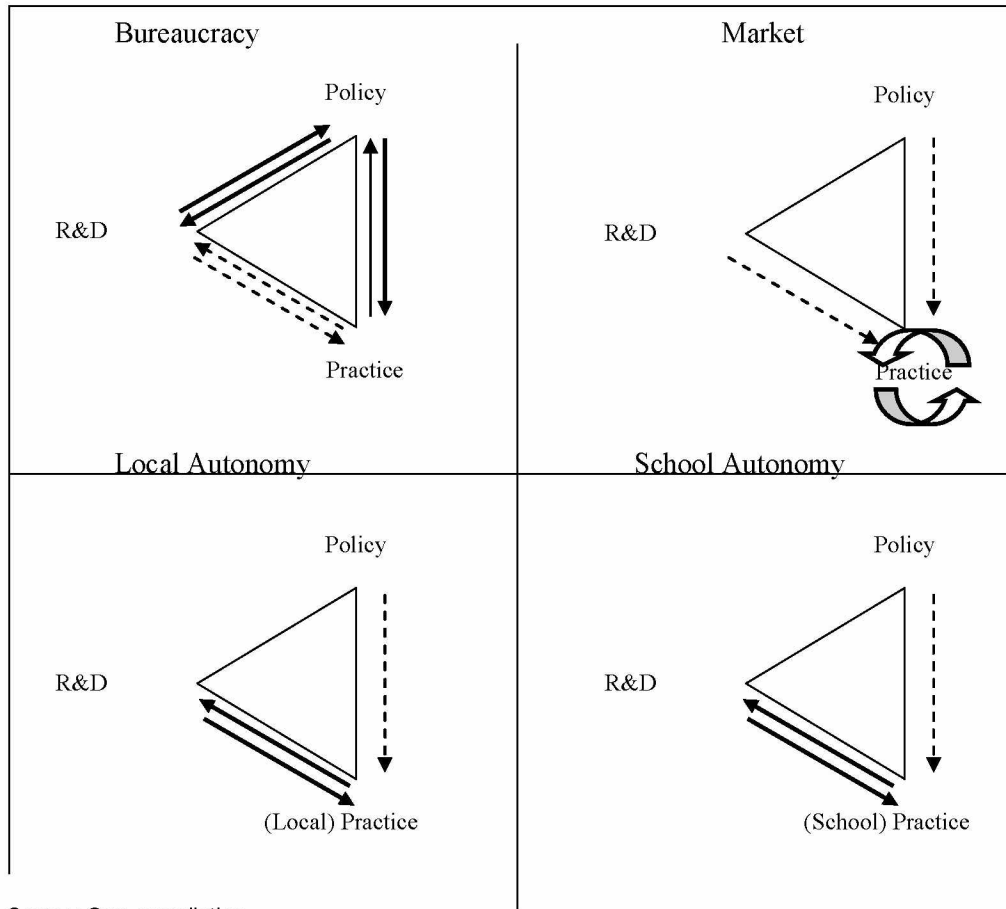 Bureaucracy
Market
Policy
Policy
R&D
R&D
Practice
Practice
Local Autonomy
School Autonomy
Policy
Policy
R&D
R&D
(Local) Practice
(School) Practice